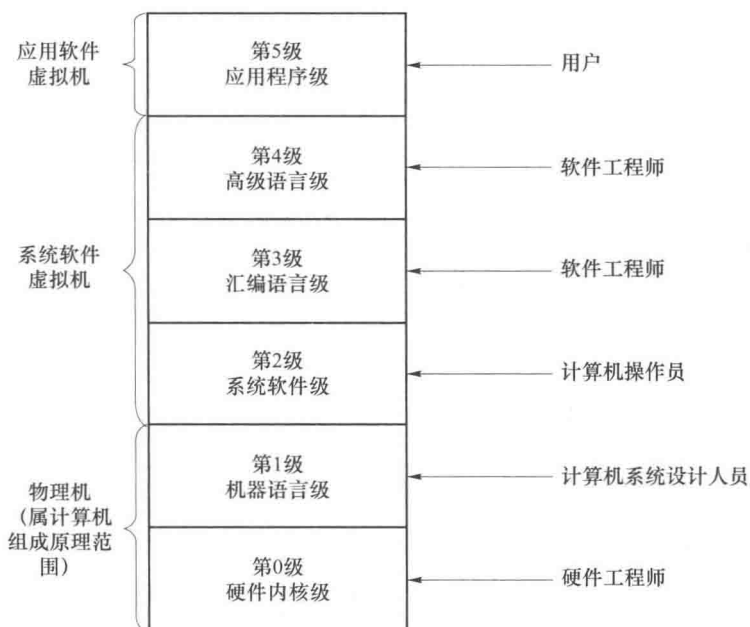 应用软件
虚拟机
第5级
应用程序级
用户
第4级
高级语言级
软件工程师
系统软件
虚拟机
第3级
汇编语言级
软件工程师
第2级
系统软件级
计算机操作员
物理机
(属计算机
组成原理范
围)
第1级
机器语言级
计算机系统设计人员
第0级
硬件内核级
硬件工程师